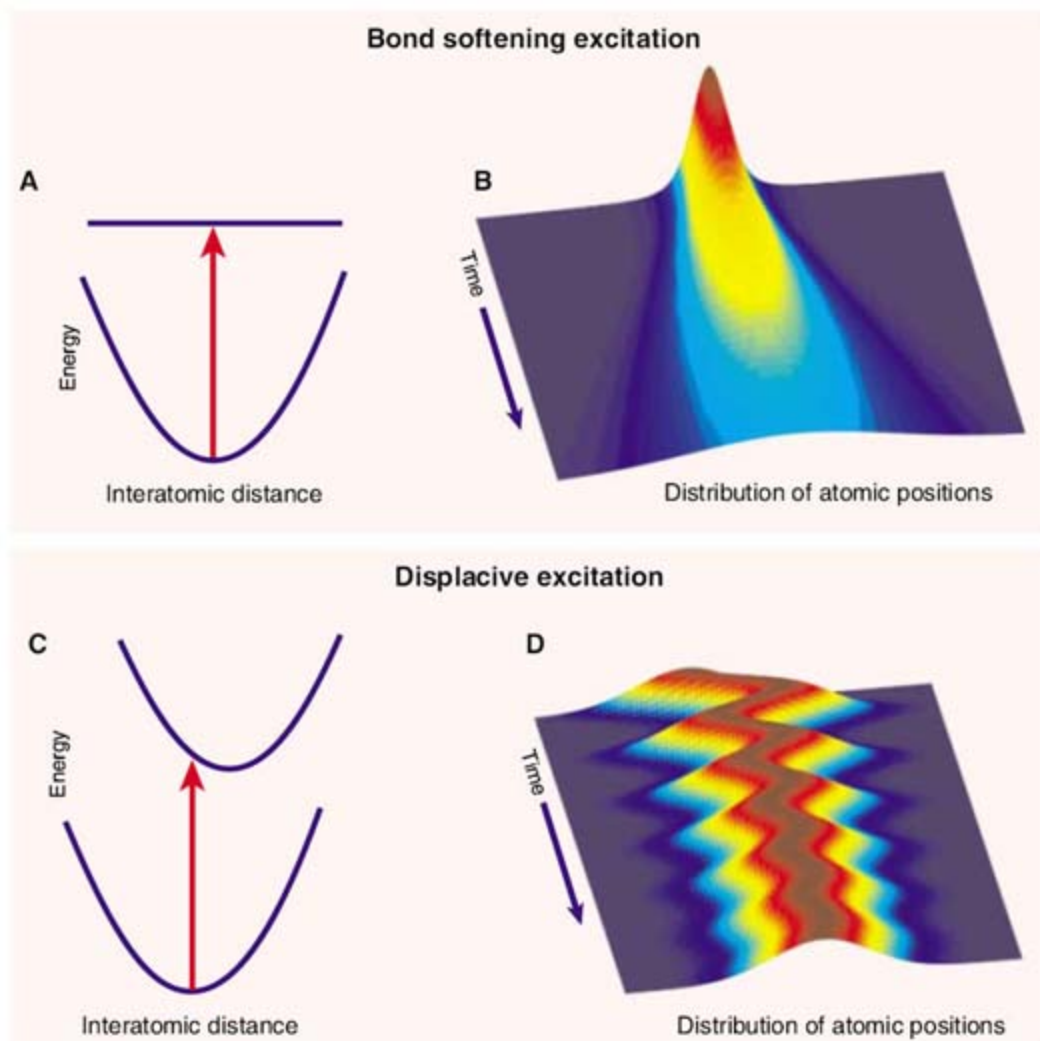 Bond softening excitation
A
B
Time
Energy
Interatomic distance
Distribution of atomic positions
Displacive excitation
C
D
Time
Energy
Interatomic distance
Distribution of atomic positions